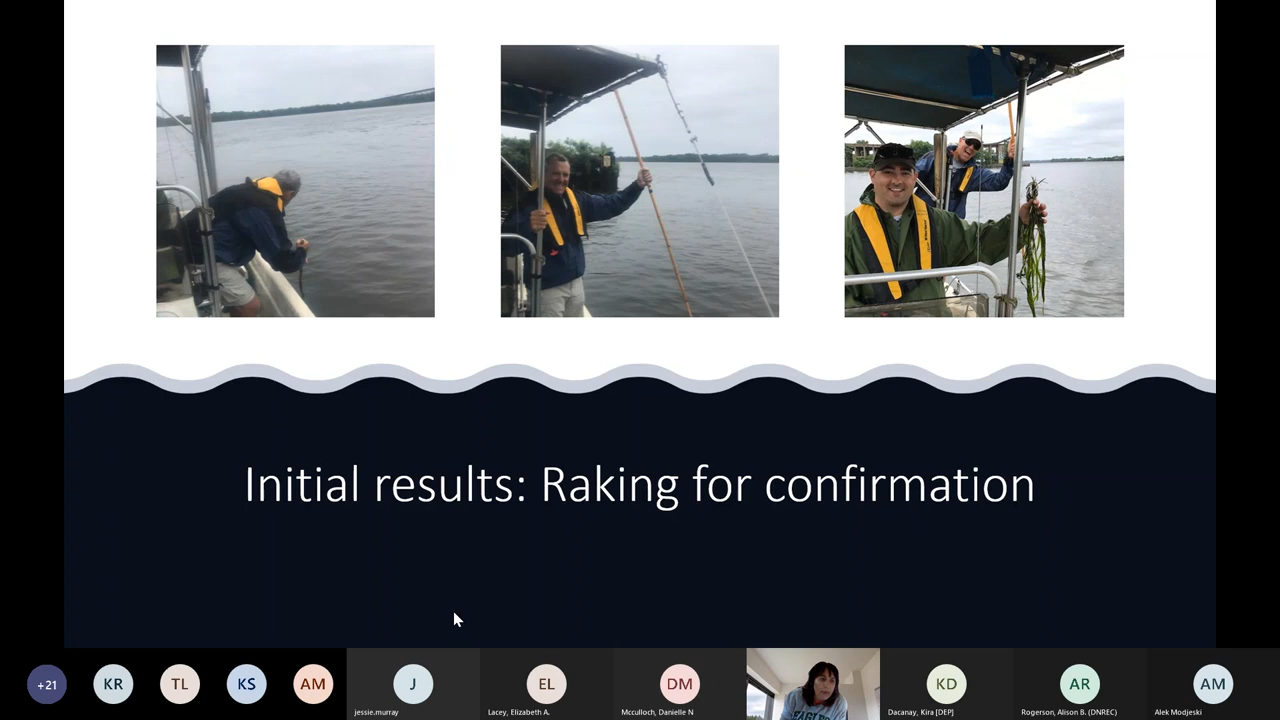 Initial results: Raking for confirmation
+21
KR
TL
KS
AM
J
EL
DM
EAGLES
KD
AR
AM
jessie.murray
Lacey, Elizabeth A.
Mcculloch, Danielle N
Dacanay, Kira [DEP]
Rogerson, Alison B. (DNREC)
Alek Modjeski